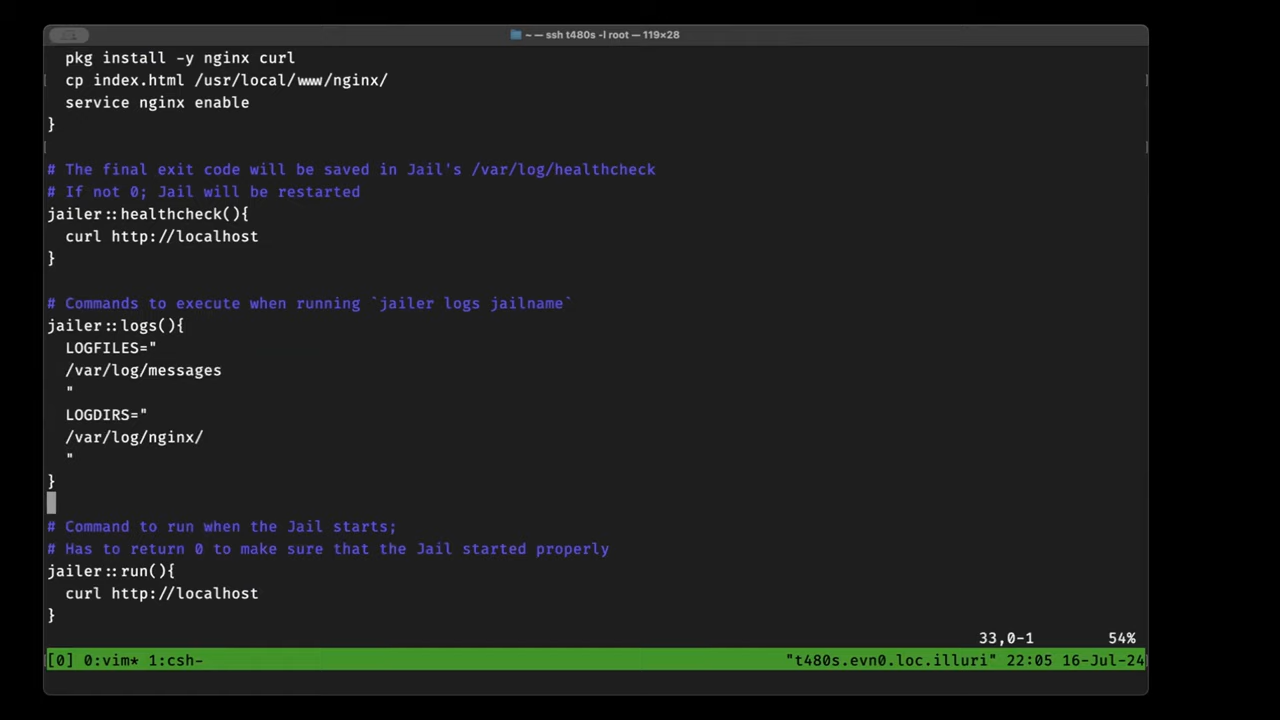 ~ — ssh t480s -l root — 119×28
pkg install -y nginx curl
cp index.html /usr/local/www/nginx/
service nginx enable
}
# The final exit code will be saved in Jail's /var/log/healthcheck
# If not 0; Jail will be restarted
jailer::healthcheck(){
curl http://localhost
}
# Commands to execute when running `jailer logs jailname`
jailer::logs(){
LOGFILES="
/var/log/messages
"
LOGDIRS="
/var/log/nginx/
"
}
# Command to run when the Jail starts;
# Has to return 0 to make sure that the Jail started properly
jailer::run(){
curl http://localhost
}
33,0-1 54%
[0] 0:vim* 1:csh- "t480s.evn0.loc.illuri" 22:05 16-Jul-24